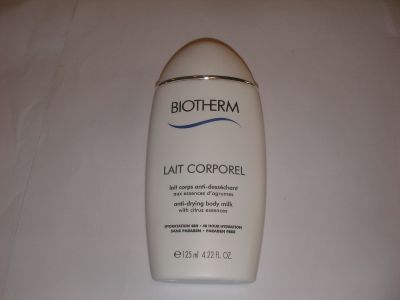 BIOTHERM
LAIT CORPOREL
lait corps anti-desséchant
aux essences d'agrumes
anti-drying body milk
with citrus essences
HYDRATATION 48H • 48 HOUR HYDRATION
SANS PARABEN • PARABEN FREE
℮125 ml 4.22 FL. OZ.